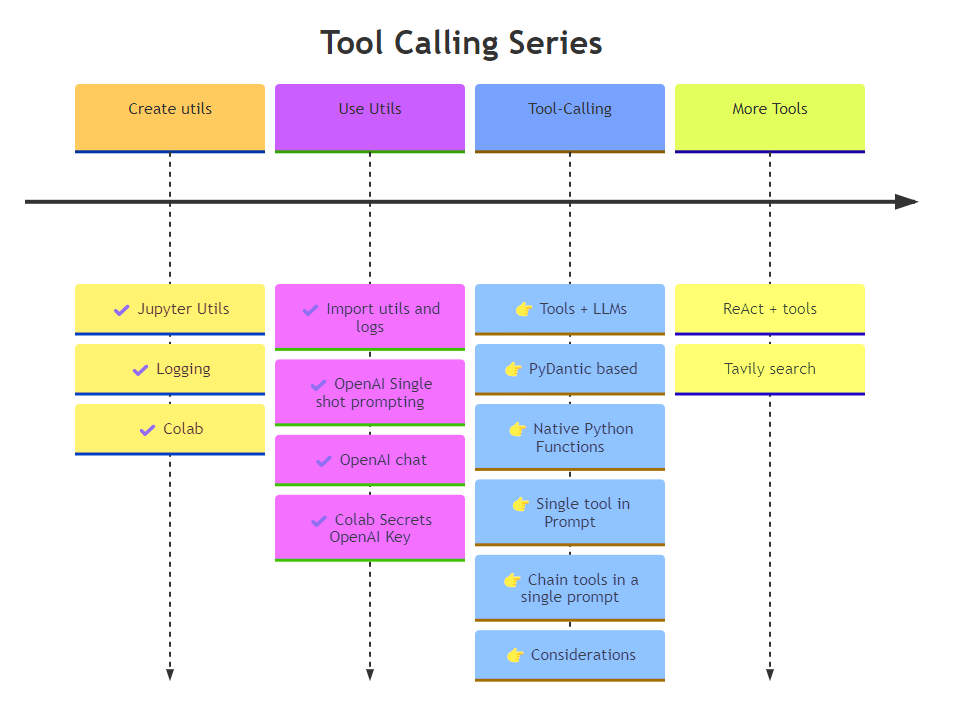 Tool Calling Series
Create utils
Use Utils
Tool-Calling
More Tools
✔ Jupyter Utils
✔ Logging
✔ Colab
✔ Import utils and
logs
✔ OpenAI Single
shot prompting
✔ OpenAI chat
✔ Colab Secrets
OpenAI Key
👉 Tools + LLMs
👉 PyDantic based
👉 Native Python
Functions
👉 Single tool in
Prompt
👉 Chain tools in a
single prompt
👉 Considerations
ReAct + tools
Tavily search